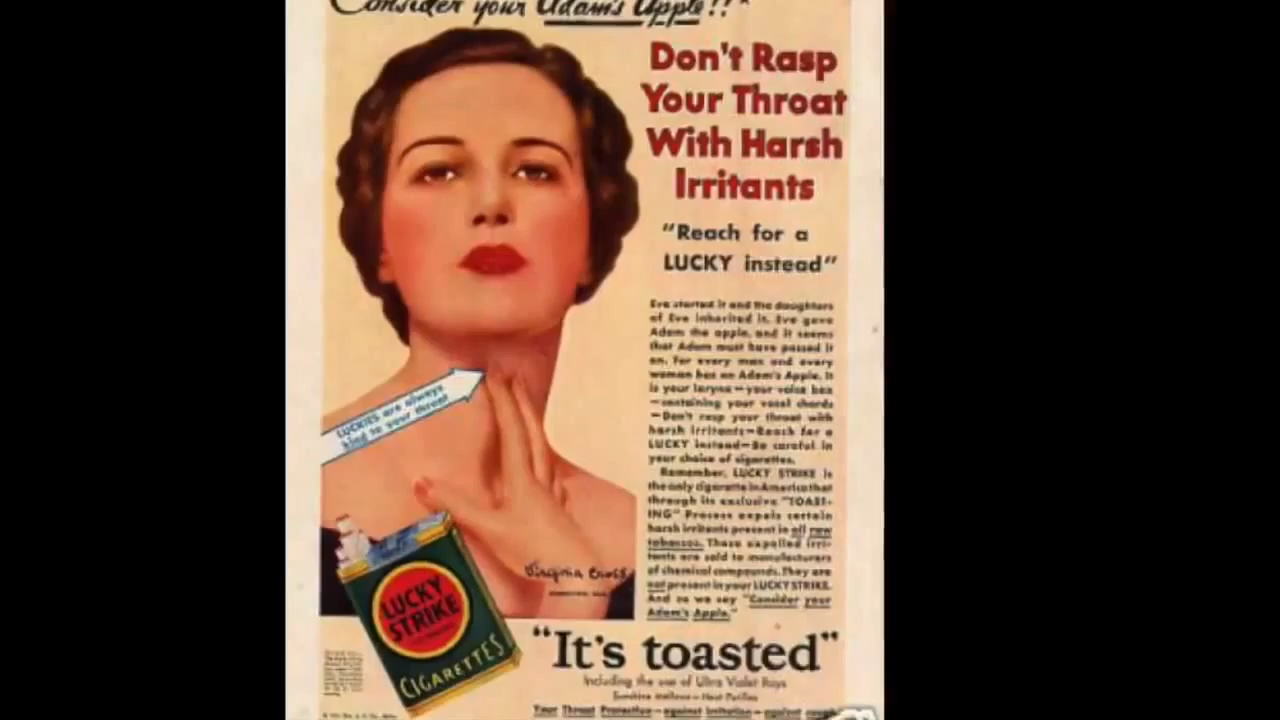 Consider your Adam's Apple!!"
Don't Rasp
Your Throat
With Harsh
Irritants
"Reach for a
LUCKY instead"
Eve started it and the daughters
of Eve inherited it. Eve gave
Adam the apple, and it seems
that Adam must have passed it
on. For every man and every
woman has an Adam's Apple. It
is your larynx—your voice box
—containing your vocal chords
—Don't rasp your throat with
harsh irritants—Reach for a
LUCKY instead—Be careful in
your choice of cigarettes.
Remember, LUCKY STRIKE is
the only cigarette in America that
through its exclusive "TOAST-
ING" Process expels certain
harsh irritants present in all raw
tobaccos. These expelled irri-
tants are sold to manufacturers
of chemical compounds. They are
not present in your LUCKY STRIKE.
And so we say "Consider your
Adam's Apple."
LUCKIES are always
kind to your throat
Virginia
LUCKY
STRIKE
CIGARETTES
"It's toasted"
Including the use of Ultra Violet Rays
Sunshine Mellows—Heat Purifies
Your Throat Protection—against irritation—against cough